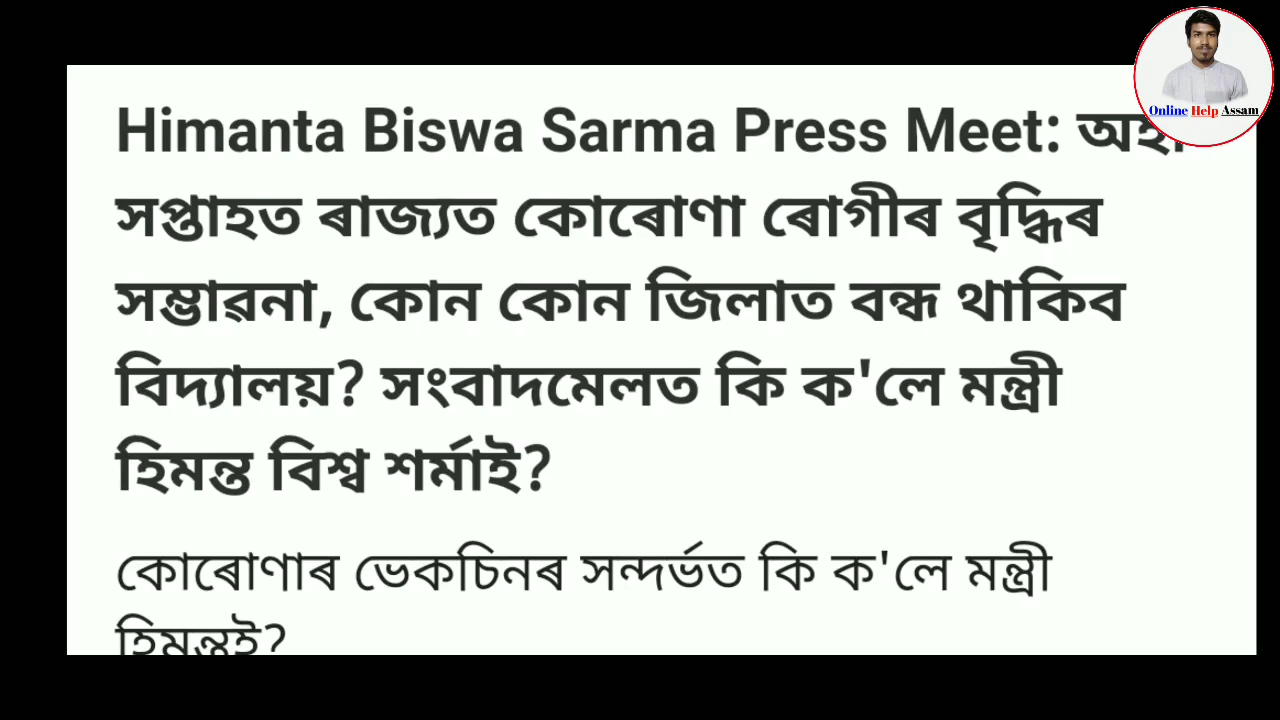 Himanta Biswa Sarma Press Meet:
সপ্তাহত ৰাজ্যত কোৰোণা ৰোগীৰ বৃদ্ধিৰ
সম্ভাৱনা, কোন কোন জিলাত বন্ধ থাকিব
বিদ্যালয়? সংবাদমেলত কি ক'লে মন্ত্ৰী
হিমন্ত বিশ্ব শৰ্মাই?
কোৰোণাৰ ভেকচিনৰ সন্দৰ্ভত কি ক'লে মন্ত্ৰী
হিমন্তই?
Online Help Assam